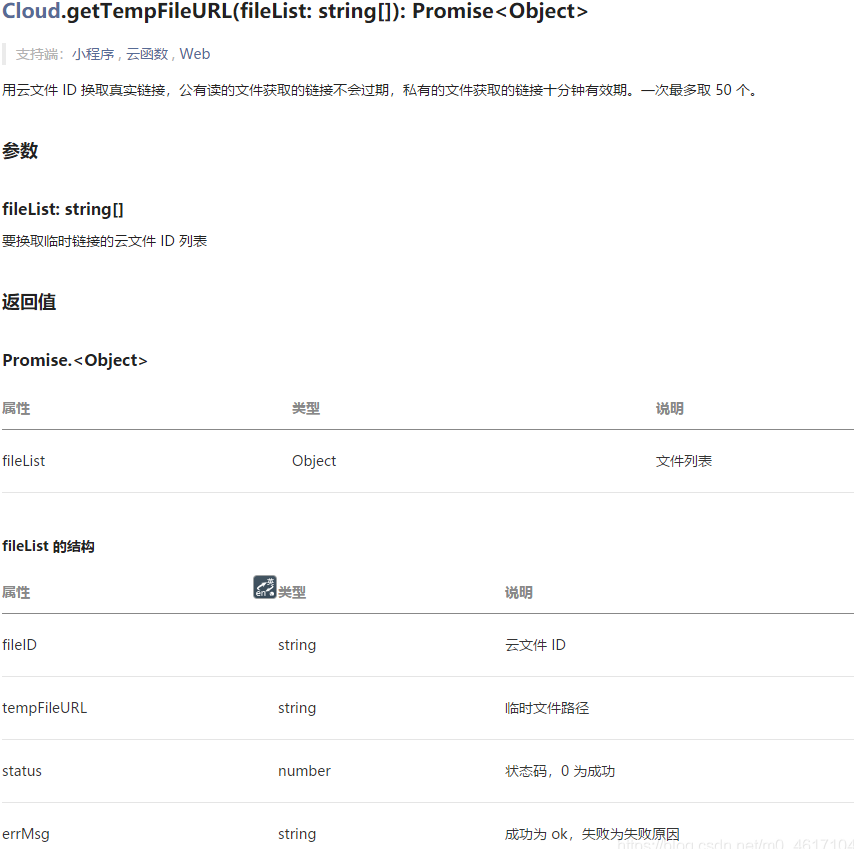 Cloud.getTempFileURL(fileList: string[]): Promise<Object>
支持端：小程序 , 云函数 , Web
用云文件 ID 换取真实链接，公有读的文件获取的链接不会过期，私有的文件获取的链接十分钟有效期。一次最多取 50 个。
参数
fileList: string[]
要换取临时链接的云文件 ID 列表
返回值
Promise.<Object>
属性 类型 说明
fileList Object 文件列表
fileList 的结构
属性 英 en 类型 说明
fileID string 云文件 ID
tempFileURL string 临时文件路径
status number 状态码，0 为成功
errMsg string 成功为 ok，失败为失败原因
https://blog.csdn.net/m0_4617104